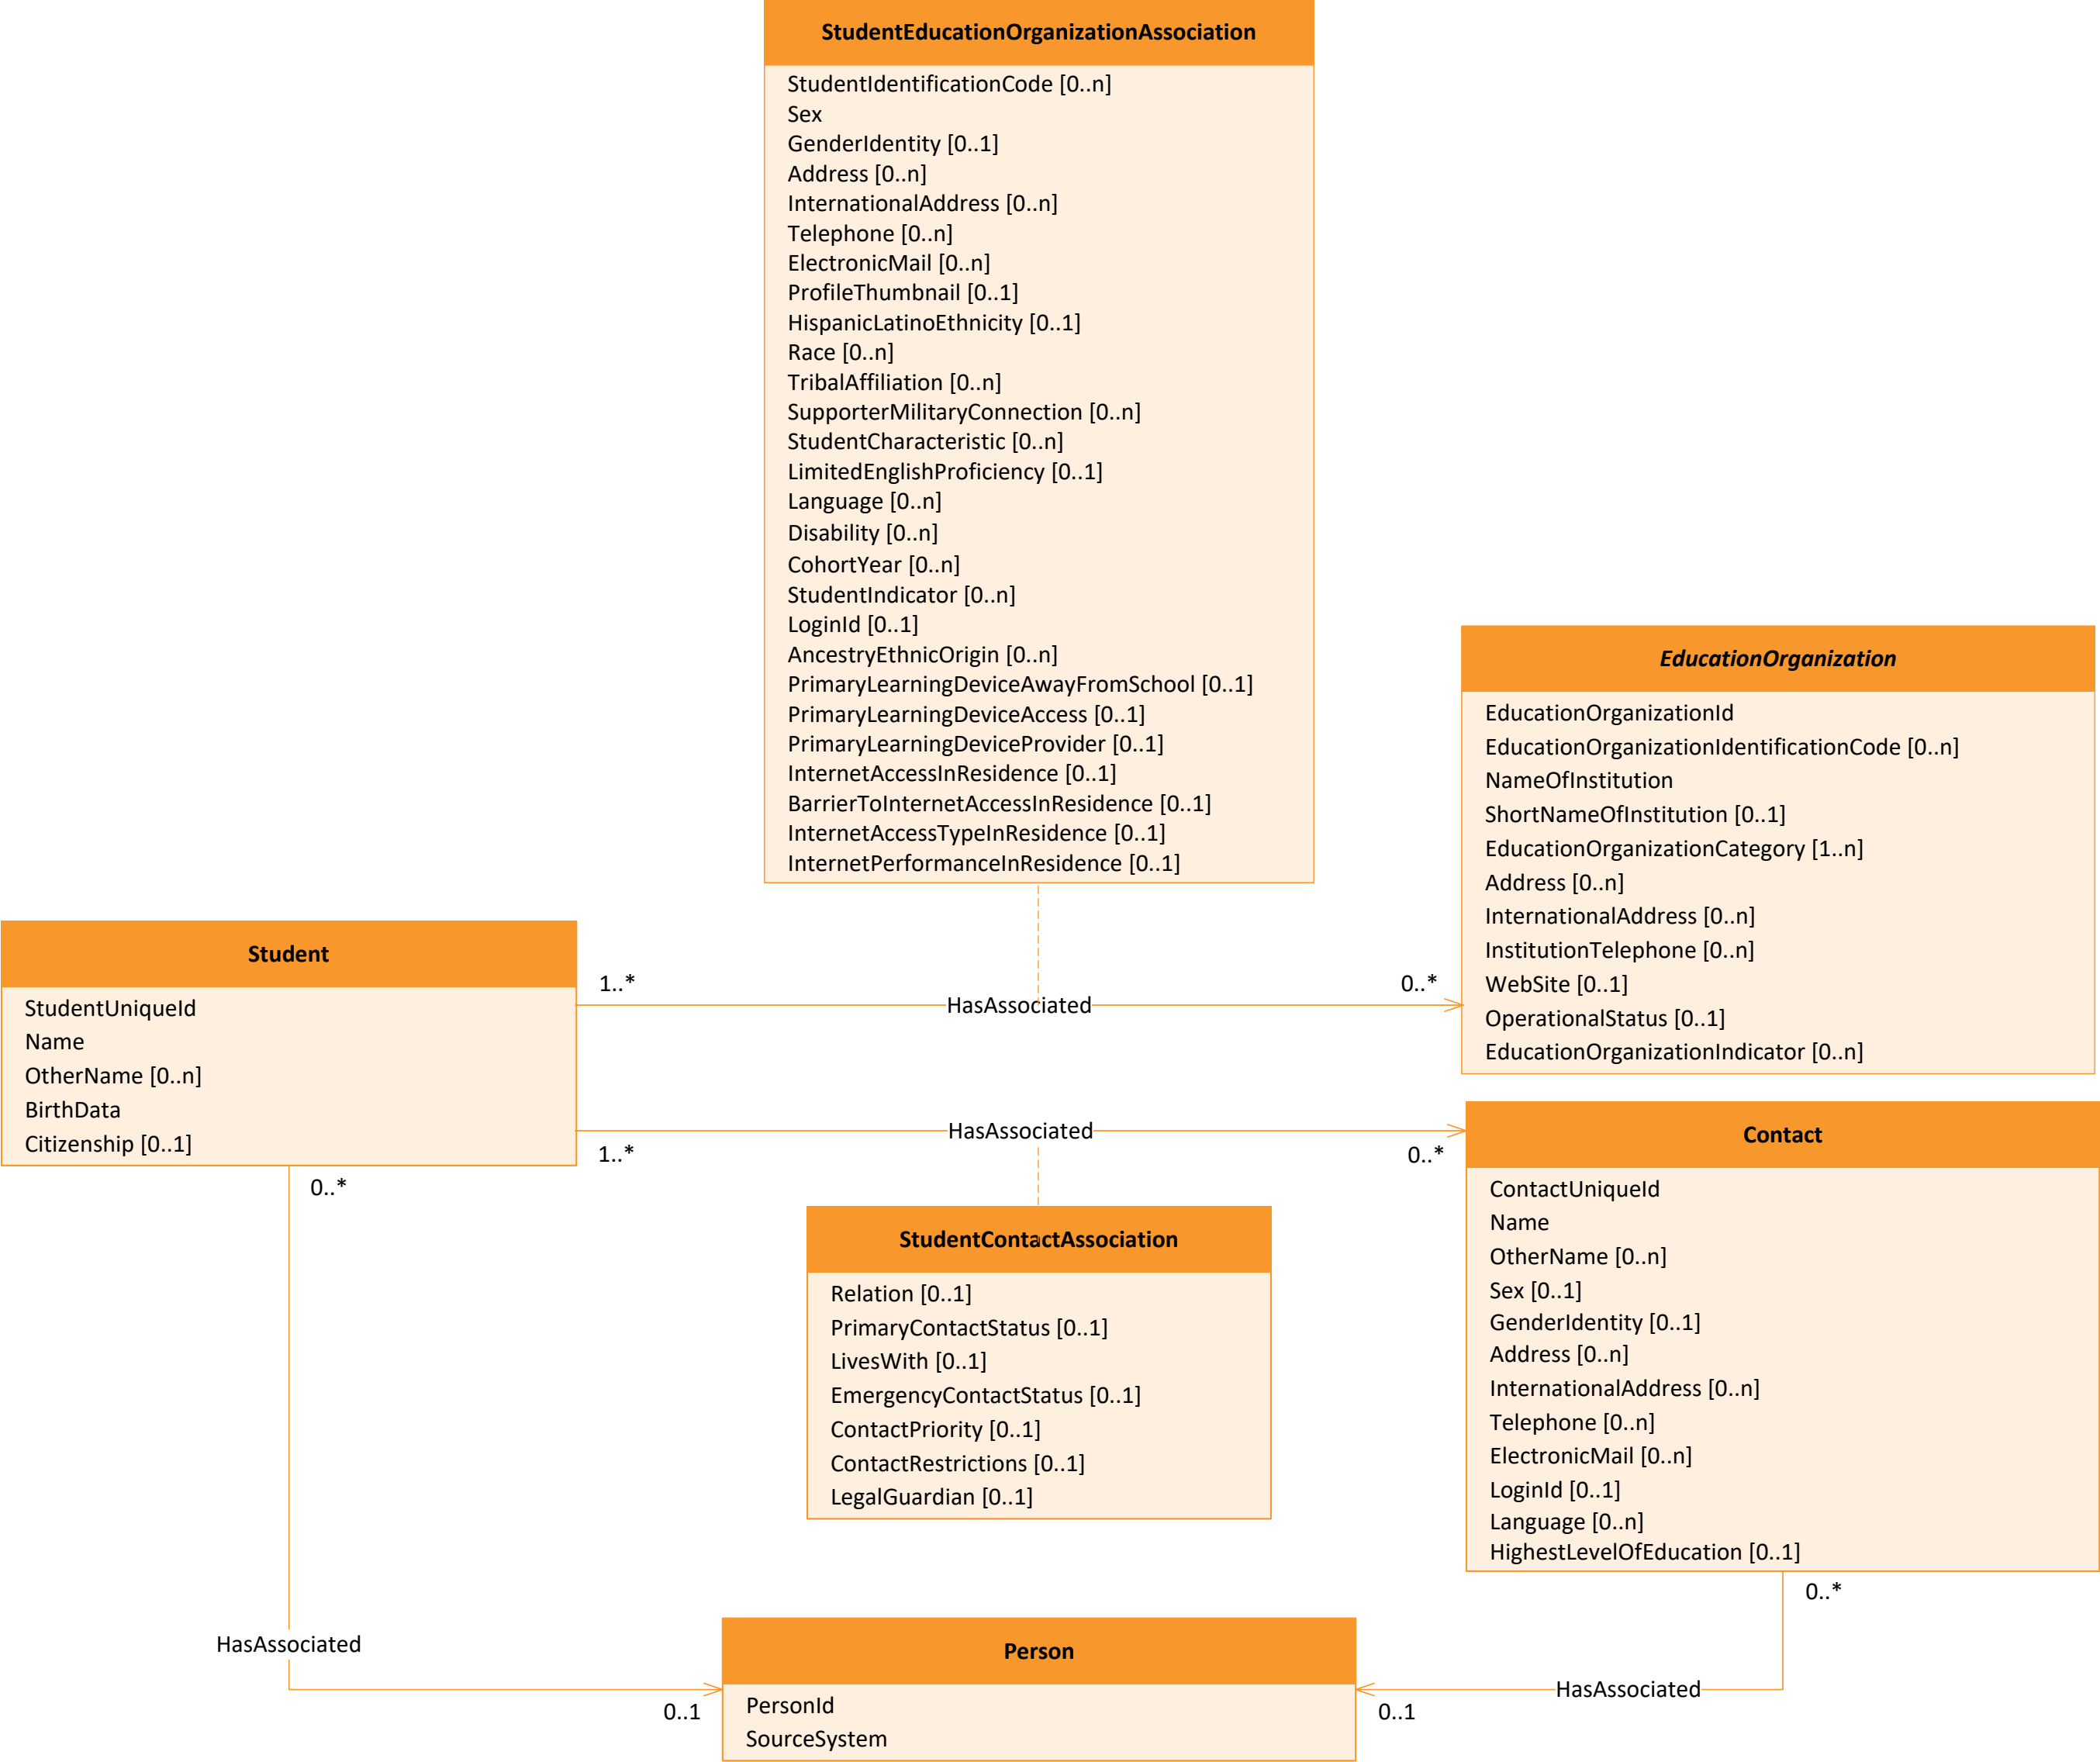 StudentEducationOrganizationAssociation
StudentIdentificationCode [0..n]
Sex
GenderIdentity [0..1]
Address [0..n]
InternationalAddress [0..n]
Telephone [0..n]
ElectronicMail [0..n]
ProfileThumbnail [0..1]
HispanicLatinoEthnicity [0..1]
Race [0..n]
TribalAffiliation [0..n]
SupporterMilitaryConnection [0..n]
StudentCharacteristic [0..n]
LimitedEnglishProficiency [0..1]
Language [0..n]
Disability [0..n]
CohortYear [0..n]
StudentIndicator [0..n]
LoginId [0..1]
AncestryEthnicOrigin [0..n]
PrimaryLearningDeviceAwayFromSchool [0..1]
PrimaryLearningDeviceAccess [0..1]
PrimaryLearningDeviceProvider [0..1]
InternetAccessInResidence [0..1]
BarrierToInternetAccessInResidence [0..1]
InternetAccessTypeInResidence [0..1]
InternetPerformanceInResidence [0..1]
EducationOrganization
EducationOrganizationId
EducationOrganizationIdentificationCode [0..n]
NameOfInstitution
ShortNameOfInstitution [0..1]
EducationOrganizationCategory [1..n]
Address [0..n]
InternationalAddress [0..n]
InstitutionTelephone [0..n]
WebSite [0..1]
OperationalStatus [0..1]
EducationOrganizationIndicator [0..n]
Student
StudentUniqueId
Name
OtherName [0..n]
BirthData
Citizenship [0..1]
1..*
HasAssociated
0..*
1..*
HasAssociated
0..*
0..*
StudentContactAssociation
Relation [0..1]
PrimaryContactStatus [0..1]
LivesWith [0..1]
EmergencyContactStatus [0..1]
ContactPriority [0..1]
ContactRestrictions [0..1]
LegalGuardian [0..1]
Contact
ContactUniqueId
Name
OtherName [0..n]
Sex [0..1]
GenderIdentity [0..1]
Address [0..n]
InternationalAddress [0..n]
Telephone [0..n]
ElectronicMail [0..n]
LoginId [0..1]
Language [0..n]
HighestLevelOfEducation [0..1]
0..*
HasAssociated
0..1
Person
PersonId
SourceSystem
HasAssociated
0..1